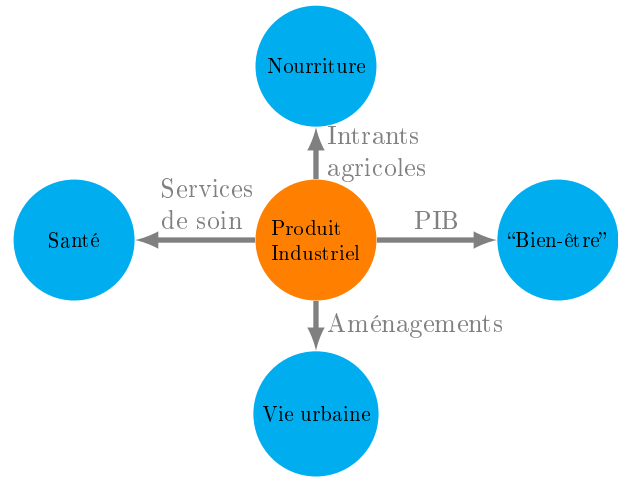 Nourriture
Intrants
agricoles
Services
de soin
Santé
Produit
Industriel
PIB
“Bien-être”
Aménagements
Vie urbaine